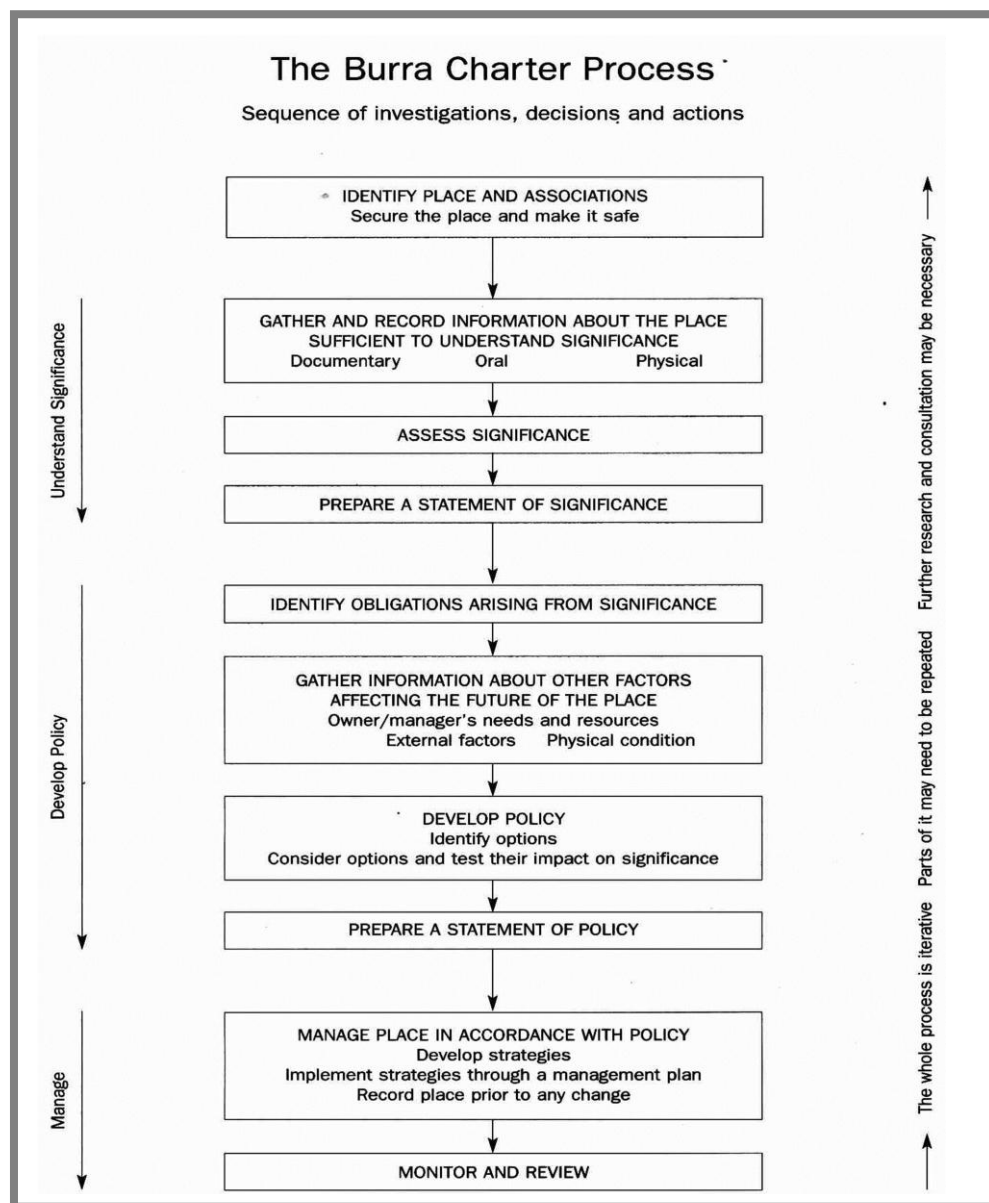 The Burra Charter Process
Sequence of investigations, decisions and actions
IDENTIFY PLACE AND ASSOCIATIONS
Secure the place and make it safe
Understand Significance
GATHER AND RECORD INFORMATION ABOUT THE PLACE
SUFFICIENT TO UNDERSTAND SIGNIFICANCE
Documentary Oral Physical
ASSESS SIGNIFICANCE
PREPARE A STATEMENT OF SIGNIFICANCE
Develop Policy
IDENTIFY OBLIGATIONS ARISING FROM SIGNIFICANCE
GATHER INFORMATION ABOUT OTHER FACTORS
AFFECTING THE FUTURE OF THE PLACE
Owner/manager's needs and resources
External factors Physical condition
DEVELOP POLICY
Identify options
Consider options and test their impact on significance
PREPARE A STATEMENT OF POLICY
Manage
MANAGE PLACE IN ACCORDANCE WITH POLICY
Develop strategies
Implement strategies through a management plan
Record place prior to any change
MONITOR AND REVIEW
The whole process is iterative Parts of it may need to be repeated Further research and consultation may be necessary